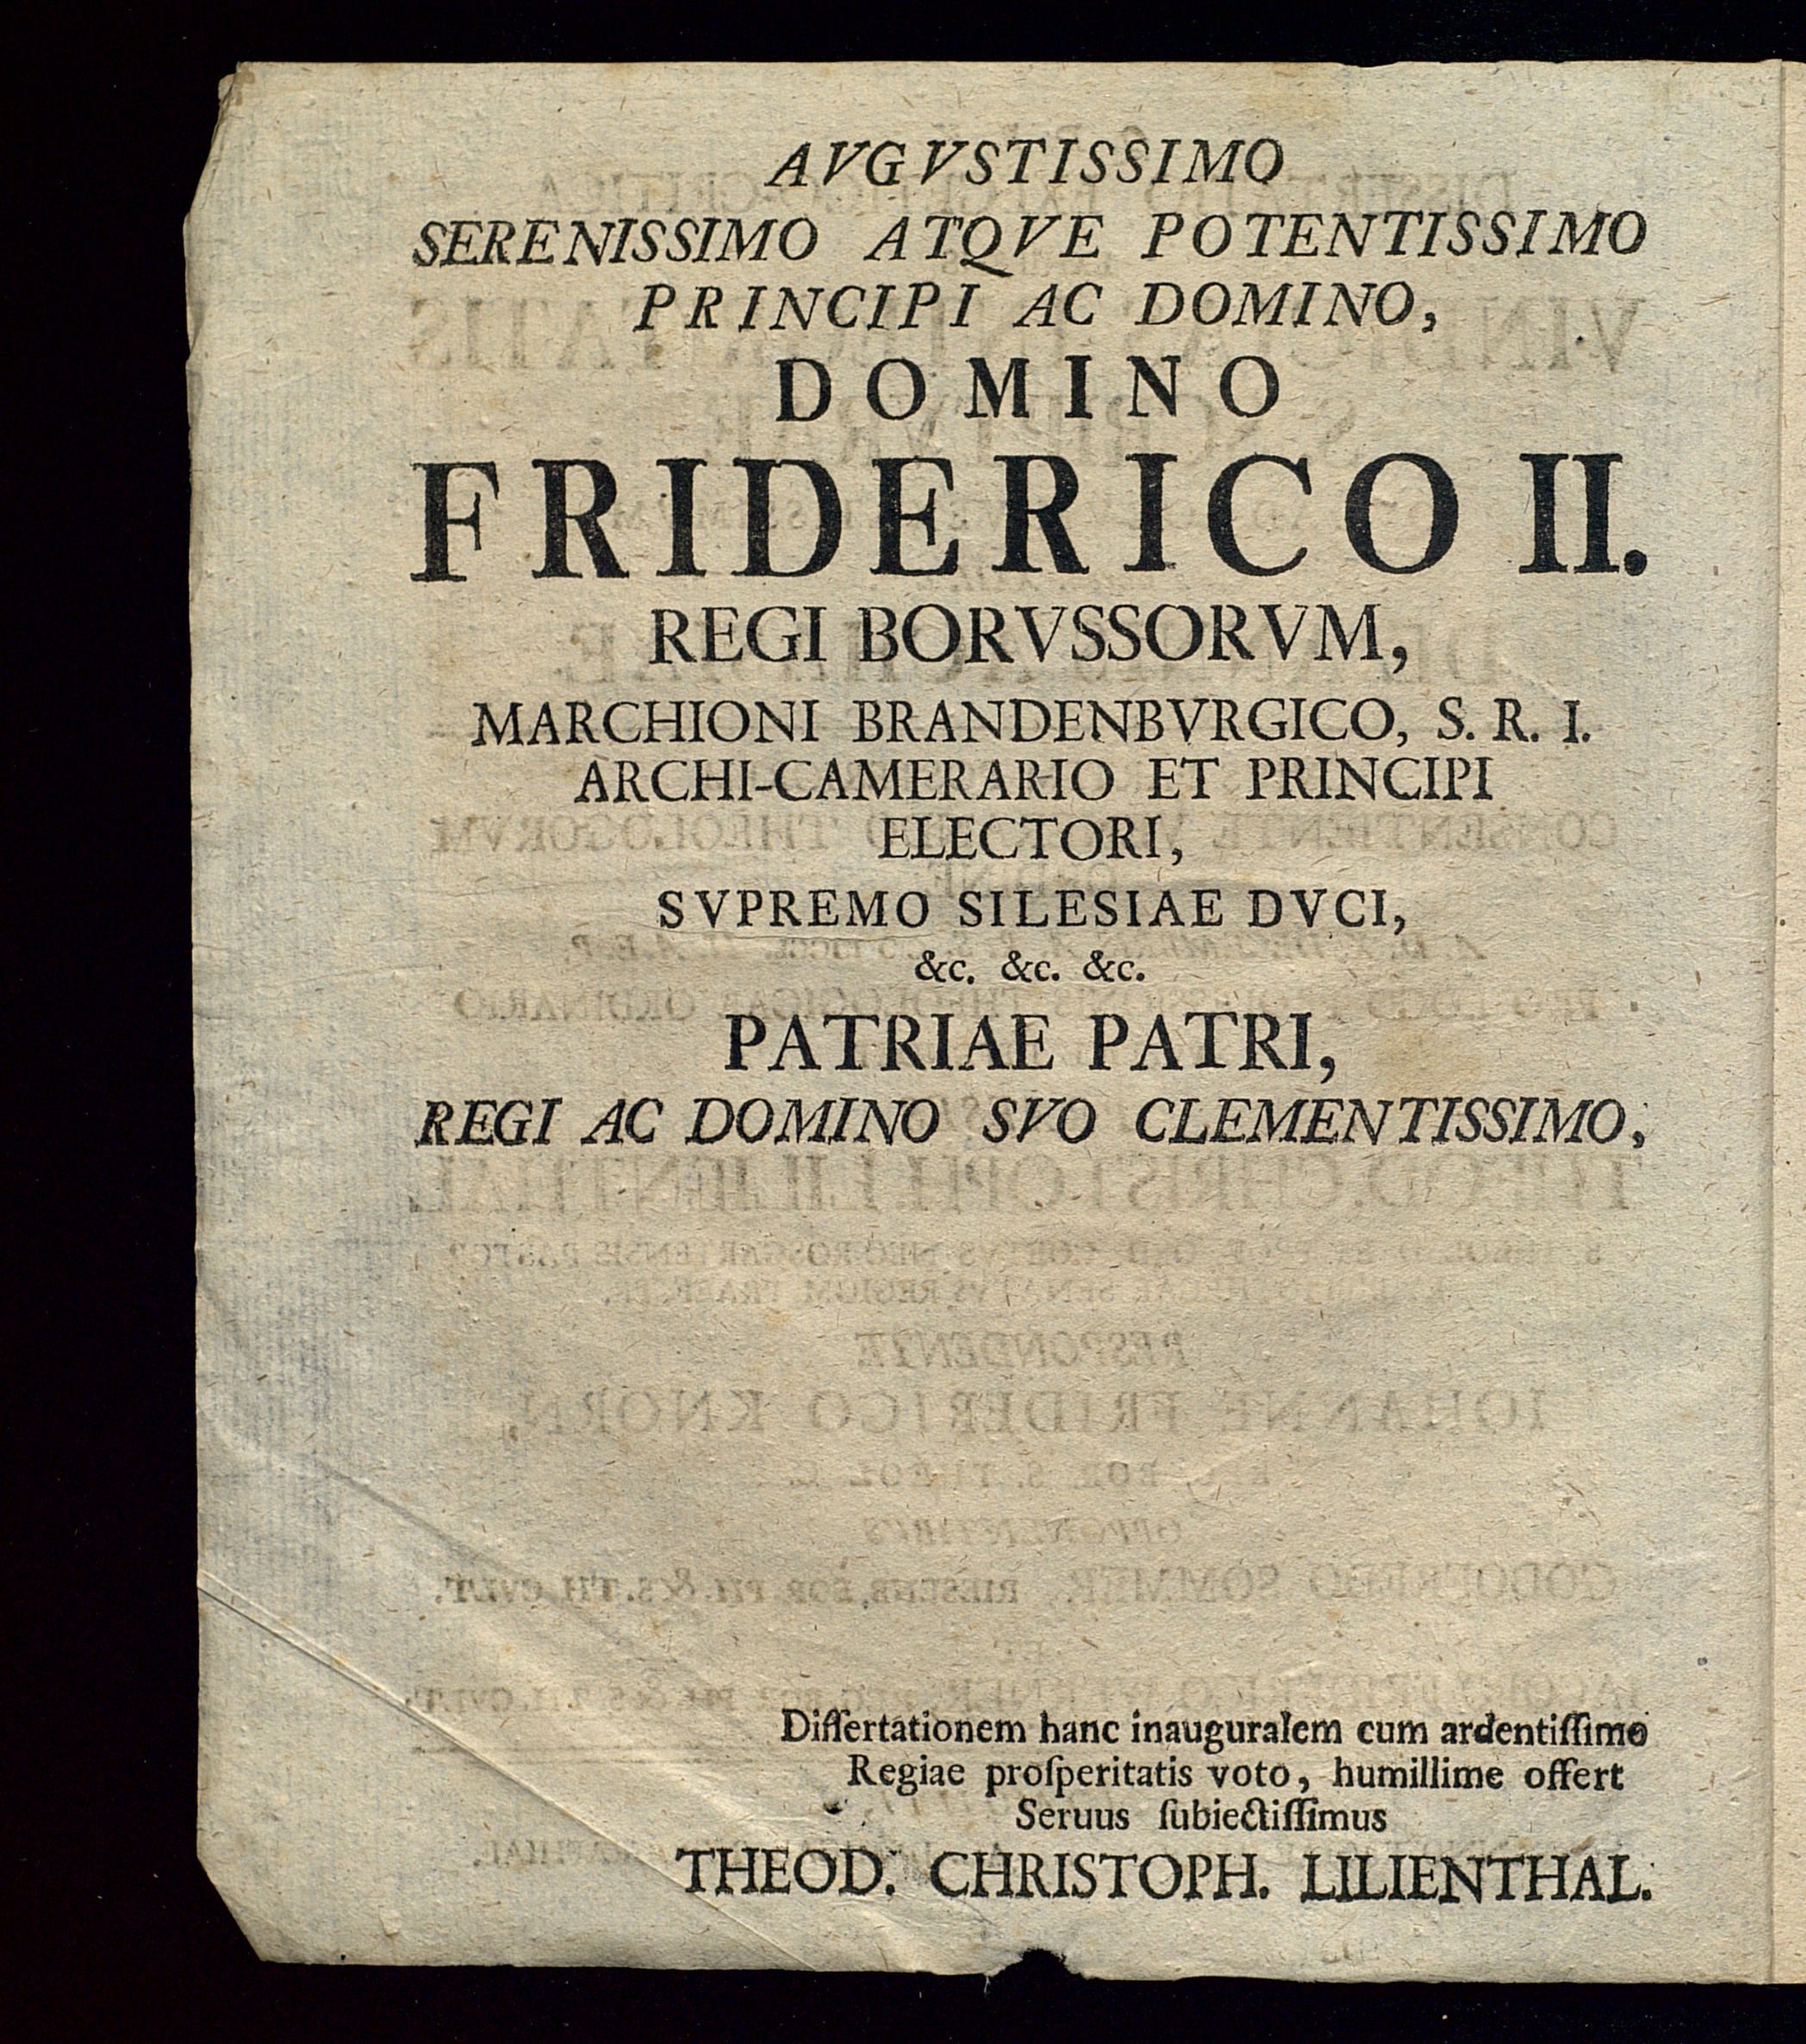 AVGVSTISSIMO
SERENISSIMO ATQVE POTENTISSIMO
PRINCIPI AC DOMINO,
DOMINO
FRIDERICO II.
REGI BORVSSORVM,
MARCHIONI BRANDENBVRGICO, S. R. I.
ARCHI-CAMERARIO ET PRINCIPI
ELECTORI,
SVPREMO SILESIAE DVCI,
&c. &c. &c.
PATRIAE PATRI,
REGI AC DOMINO SVO CLEMENTISSIMO,
Diſſertationem hanc inauguralem cum ardentiſſimo
Regiae proſperitatis voto, humillime offert
Seruus ſubiectiſſimus
THEOD. CHRISTOPH. LILIENTHAL.